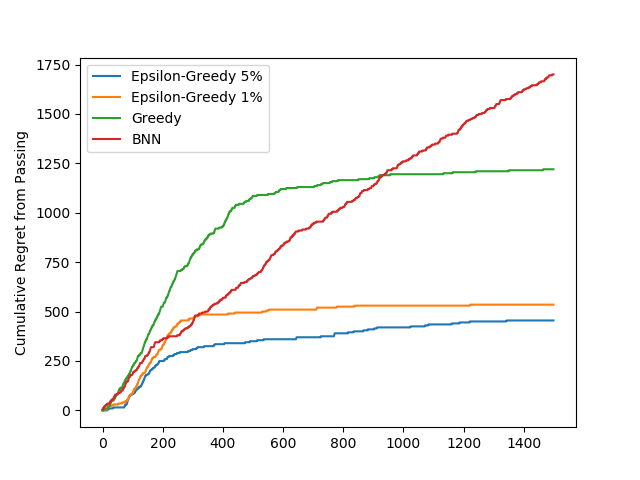 1750
1500
1250
1000
750
500
250
0
Cumulative Regret from Passing
Epsilon-Greedy 5%
Epsilon-Greedy 1%
Greedy
BNN
0 200 400 600 800 1000 1200 1400